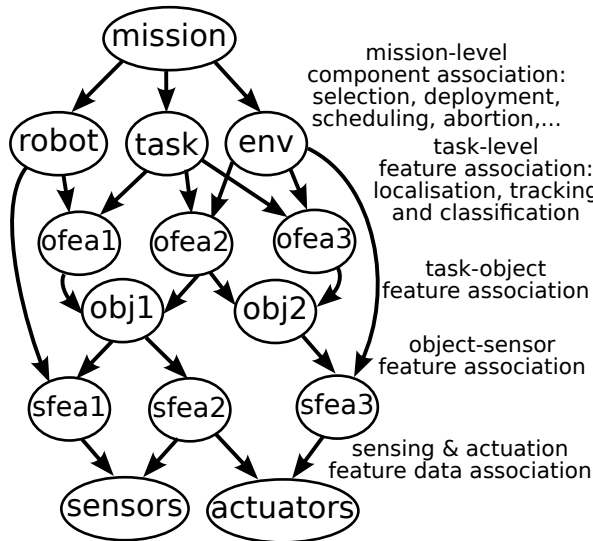 mission
mission-level
component association:
selection, deployment,
scheduling, abortion,...
robot
task
env
task-level
feature association:
localisation, tracking
and classification
ofea1
ofea2
ofea3
task-object
feature association
obj1
obj2
object-sensor
feature association
sfea1
sfea2
sfea3
sensing & actuation
feature data association
sensors
actuators